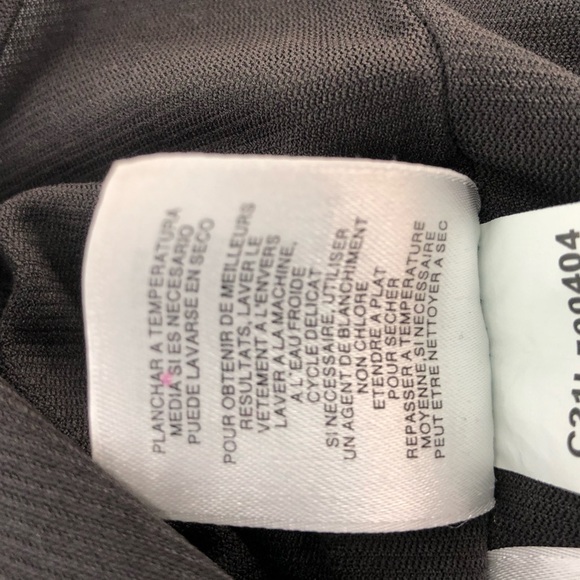 PLANCHAR A TEMPERATURA
MEDIA SI ES NECESARIO
PUEDE LAVARSE EN SECO
POUR OBTENIR DE MEILLEURS
RESULTATS, LAVER LE
VETEMENT A L'ENVERS
LAVER A LA MACHINE,
A L'EAU FROIDE
CYCLE DELICAT
SI NECESSAIRE, UTILISER
UN AGENT DE BLANCHIMENT
NON CHLORE
ETENDRE A PLAT
POUR SECHER
REPASSER A TEMPERATURE
MOYENNE, SI NECESSAIRE
PEUT ETRE NETTOYER A SEC